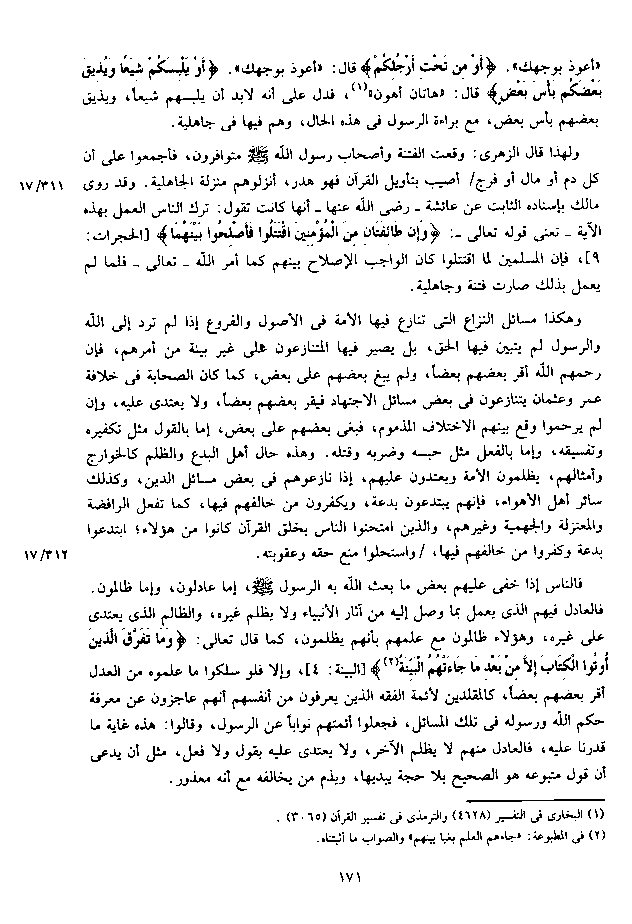 «أعوذ بوجهك». ﴿أَوْ مِن تَحْتِ أَرْجُلِكُمْ﴾ قال: «أعوذ بوجهك». ﴿أَوْ يَلْبِسَكُمْ شِيَعًا وَيُذِيقَ
بَعْضَكُم بَأْسَ بَعْضٍ﴾ قال: «هاتان أهون»(١)، فدل على أنه لابد أن يلبسهم شيعاً، ويذيق
بعضهم بأس بعض، مع براءة الرسول فى هذه الحال، وهم فيها فى جاهلية.
ولهذا قال الزهرى: وقعت الفتنة وأصحاب رسول الله ﷺ متوافرون، فأجمعوا على أن
كل دم أو مال أو فرج/ أصيب بتأويل القرآن فهو هدر، أنزلوهم منزلة الجاهلية. وقد روى
١٧/٣١١
مالك بإسناده الثابت عن عائشة ـ رضى الله عنها ـ أنها كانت تقول: ترك الناس العمل بهذه
الآية ـ تعنى قوله تعالى ـ: ﴿وَإِن طَائِفَتَانِ مِنَ الْمُؤْمِنِينَ اقْتَتَلُوا فَأَصْلِحُوا بَيْنَهُمَا﴾ [الحجرات:
٩]، فإن المسلمين لما اقتتلوا كان الواجب الإصلاح بينهم كما أمر الله ـ تعالى ـ فلما لم
يعمل بذلك صارت فتنة وجاهلية.
وهكذا مسائل النزاع التى تنازع فيها الأمة فى الأصول والفروع إذا لم ترد إلى الله
والرسول لم يتبين فيها الحق، بل يصير فيها المتنازعون على غير بينة من أمرهم، فإن
رحمهم الله أقر بعضهم بعضاً، ولم يبغ بعضهم على بعض، كما كان الصحابة فى خلافة
عمر وعثمان يتنازعون فى بعض مسائل الاجتهاد فيقر بعضهم بعضاً، ولا يعتدى عليه، وإن
لم يرحموا وقع بينهم الاختلاف المذموم، فبغى بعضهم على بعض، إما بالقول مثل تكفيره
وتفسيقه، وإما بالفعل مثل حبسه وضربه وقتله. وهذه حال أهل البدع والظلم كالخوارج
وأمثالهم، يظلمون الأمة ويعتدون عليهم، إذا نازعوهم فى بعض مسائل الدين، وكذلك
سائر أهل الأهواء، فإنهم يبتدعون بدعة، ويكفرون من خالفهم فيها، كما تفعل الرافضة
والمعتزلة والجهمية وغيرهم، والذين امتحنوا الناس بخلق القرآن كانوا من هؤلاء؛ ابتدعوا
بدعة وكفروا من خالفهم فيها، /واستحلوا منع حقه وعقوبته.
١٧/٣١٢
فالناس إذا خفى عليهم بعض ما بعث الله به الرسول ﷺ، إما عادلون، وإما ظالمون.
فالعادل فيهم الذى يعمل بما وصل إليه من آثار الأنبياء ولا يظلم غيره، والظالم الذى يعتدى
على غيره، وهؤلاء ظالمون مع علمهم بأنهم يظلمون، كما قال تعالى: ﴿وَمَا تَفَرَّقَ الَّذِينَ
أُوتُوا الْكِتَابَ إِلاَّ مِنْ بَعْدِ مَا جَاءَتْهُمُ الْبَيِّنَةُ(٢)﴾ [البينة: ٤]، وإلا فلو سلكوا ما علموه من العدل
أقر بعضهم بعضاً، كالمقلدين لأئمة الفقه الذين يعرفون من أنفسهم أنهم عاجزون عن معرفة
حكم الله ورسوله فى تلك المسائل، فجعلوا أئمتهم نواباً عن الرسول، وقالوا: هذه غاية ما
قدرنا عليه، فالعادل منهم لا يظلم الآخر، ولا يعتدى عليه بقول ولا فعل، مثل أن يدعى
أن قول متبوعه هو الصحيح بلا حجة يبديها، ويذم من يخالفه مع أنه معذور.
(١) البخارى فى التفسير (٤٦٢٨) والترمذى فى تفسير القرآن (٣٠٦٥) .
(٢) فى المطبوعة: «جاءهم العلم بغيا بينهم» والصواب ما أثبتناه.
١٧١